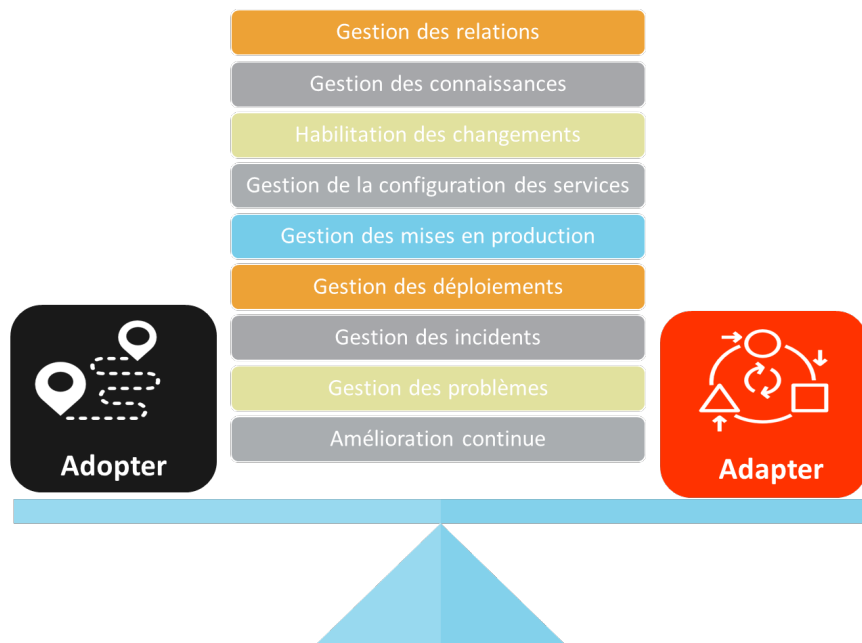 Gestion des relations
Gestion des connaissances
Habilitation des changements
Gestion de la configuration des services
Gestion des mises en production
Gestion des déploiements
Gestion des incidents
Gestion des problèmes
Amélioration continue
Adopter
Adapter